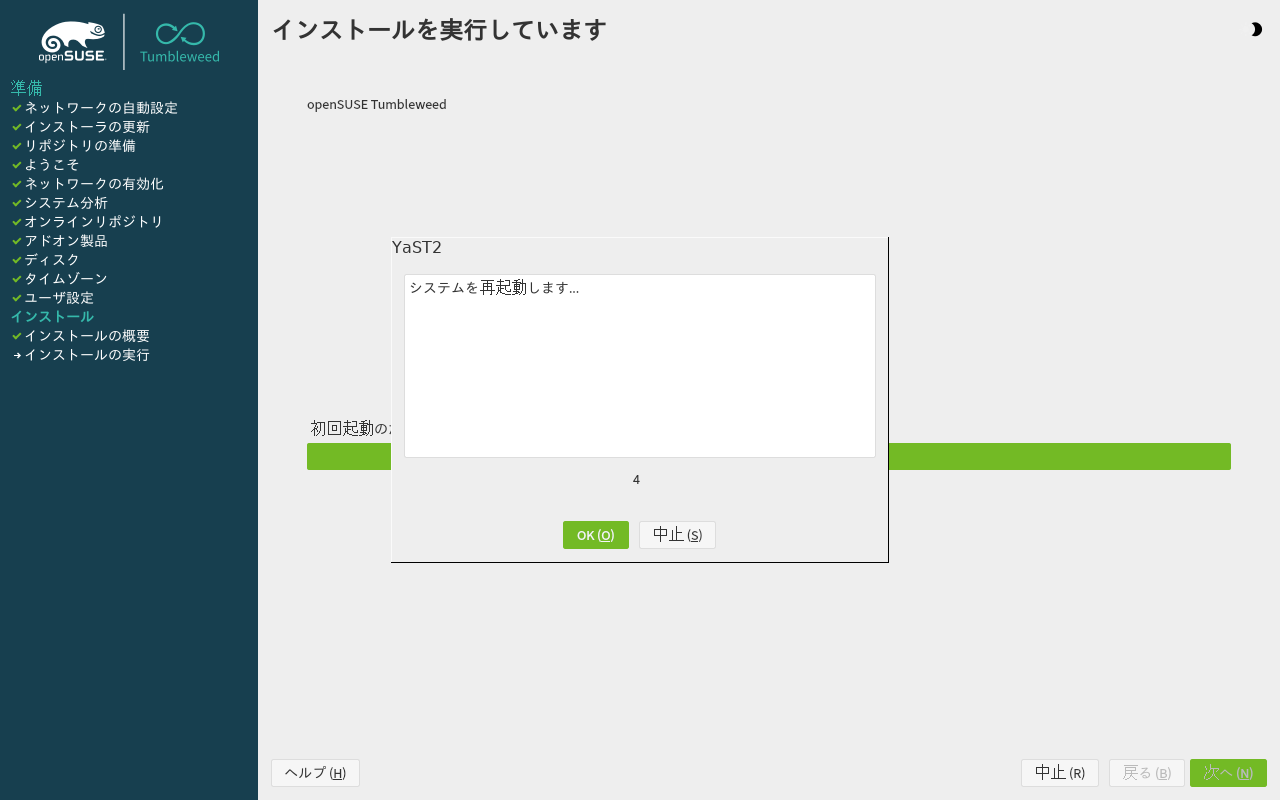 openSUSE
Tumbleweed
準備
ネットワークの自動設定
インストーラの更新
リポジトリの準備
ようこそ
ネットワークの有効化
システム分析
オンラインリポジトリ
アドオン製品
ディスク
タイムゾーン
ユーザ設定
インストール
インストールの概要
インストールの実行
インストールを実行しています
openSUSE Tumbleweed
YaST2
システムを再起動します...
初回起動の
4
OK (O)
中止 (S)
ヘルプ (H)
中止 (R)
戻る (B)
次へ (N)